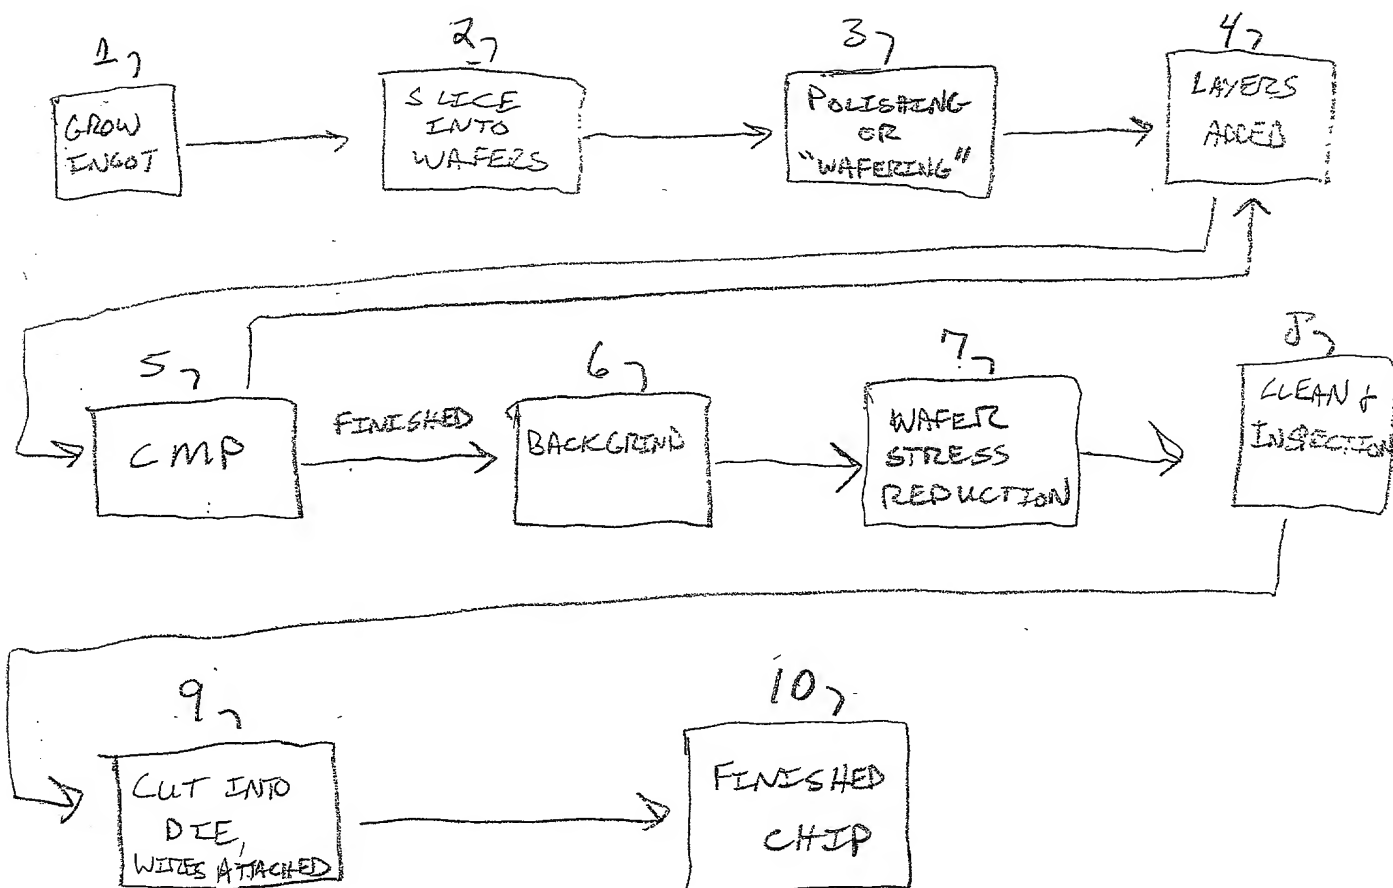 1
GROW
INGOT
2
SLICE
INTO
WAFERS
3
POLISHING
OR
"WAFERING"
4
LAYERS
ADDED
5
CMP
FINISHED
6
BACKGRIND
7
WAFER
STRESS
REDUCTION
8
CLEAN &
INSPECTION
9
CUT INTO
DIE,
WIRES ATTACHED
10
FINISHED
CHIP